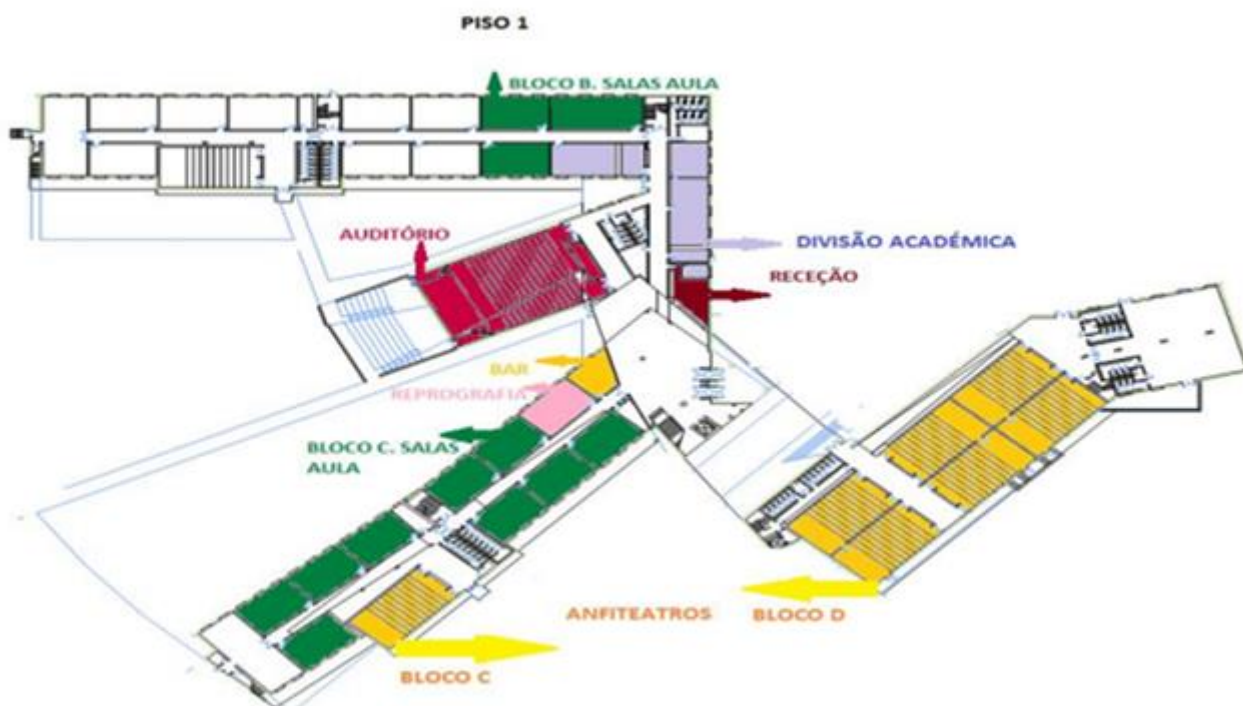 PISO 1
BLOCO B. SALAS AULA
AUDITÓRIO
DIVISÃO ACADÉMICA
RECEÇÃO
BAR
REPROGRAFIA
BLOCO C. SALAS
AULA
ANFITEATROS
BLOCO D
BLOCO C